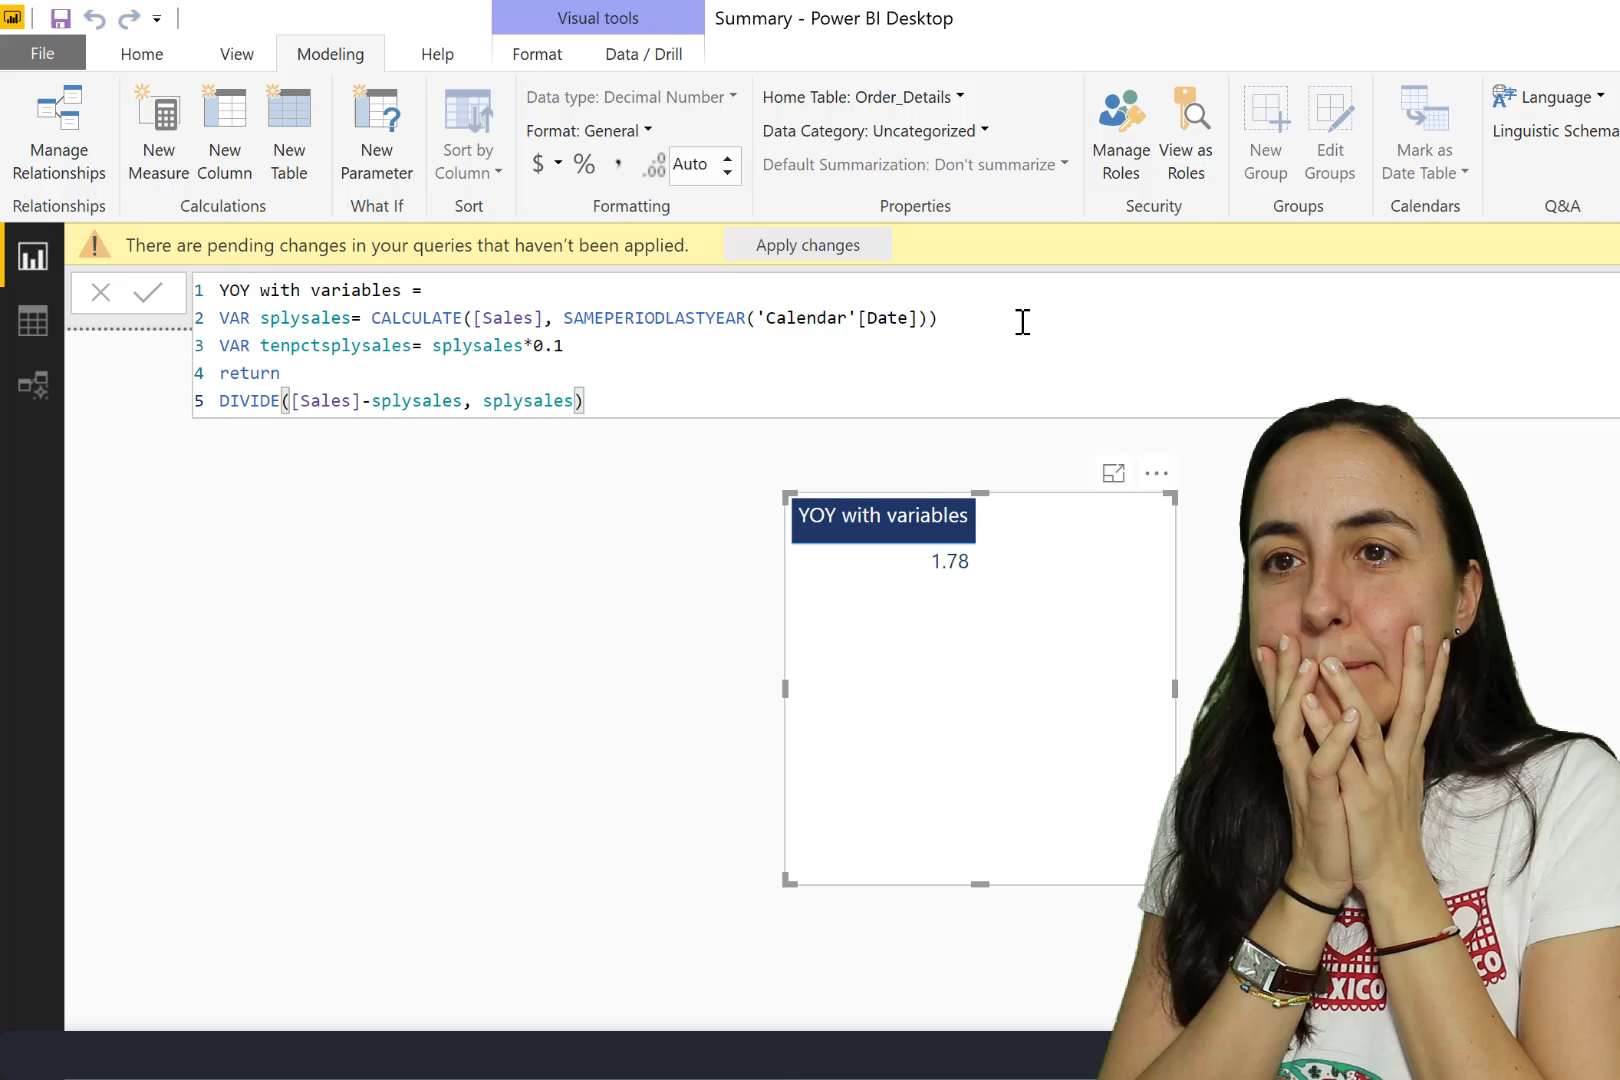 Visual tools
Summary - Power BI Desktop
File
Home
View
Modeling
Help
Format
Data / Drill
Manage
Relationships
Relationships
New
Measure
New
Column
New
Table
Calculations
New
Parameter
What If
Sort by
Column
Sort
Data type: Decimal Number
Format: General
$ % , .00 Auto
Formatting
Home Table: Order_Details
Data Category: Uncategorized
Default Summarization: Don't summarize
Properties
Manage
Roles
View as
Roles
Security
New
Group
Edit
Groups
Groups
Mark as
Date Table
Calendars
Language
Linguistic Schema
Q&A
There are pending changes in your queries that haven't been applied.
Apply changes
1 YOY with variables =
2 VAR splysales= CALCULATE([Sales], SAMEPERIODLASTYEAR('Calendar'[Date]))
3 VAR tenpctsplysales= splysales*0.1
4 return
5 DIVIDE([Sales]-splysales, splysales)
YOY with variables
1.78